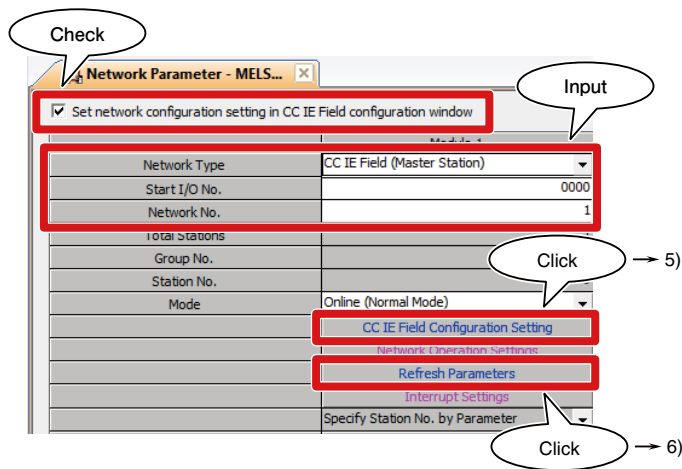 Check
Network Parameter - MELS...
Input
Set network configuration setting in CC IE Field configuration window
Module 1
Network Type CC IE Field (Master Station)
Start I/O No. 0000
Network No. 1
Total Stations
Group No.
Click → 5)
Station No.
Mode Online (Normal Mode)
CC IE Field Configuration Setting
Network Operation Settings
Refresh Parameters
Interrupt Settings
Specify Station No. by Parameter
Click → 6)